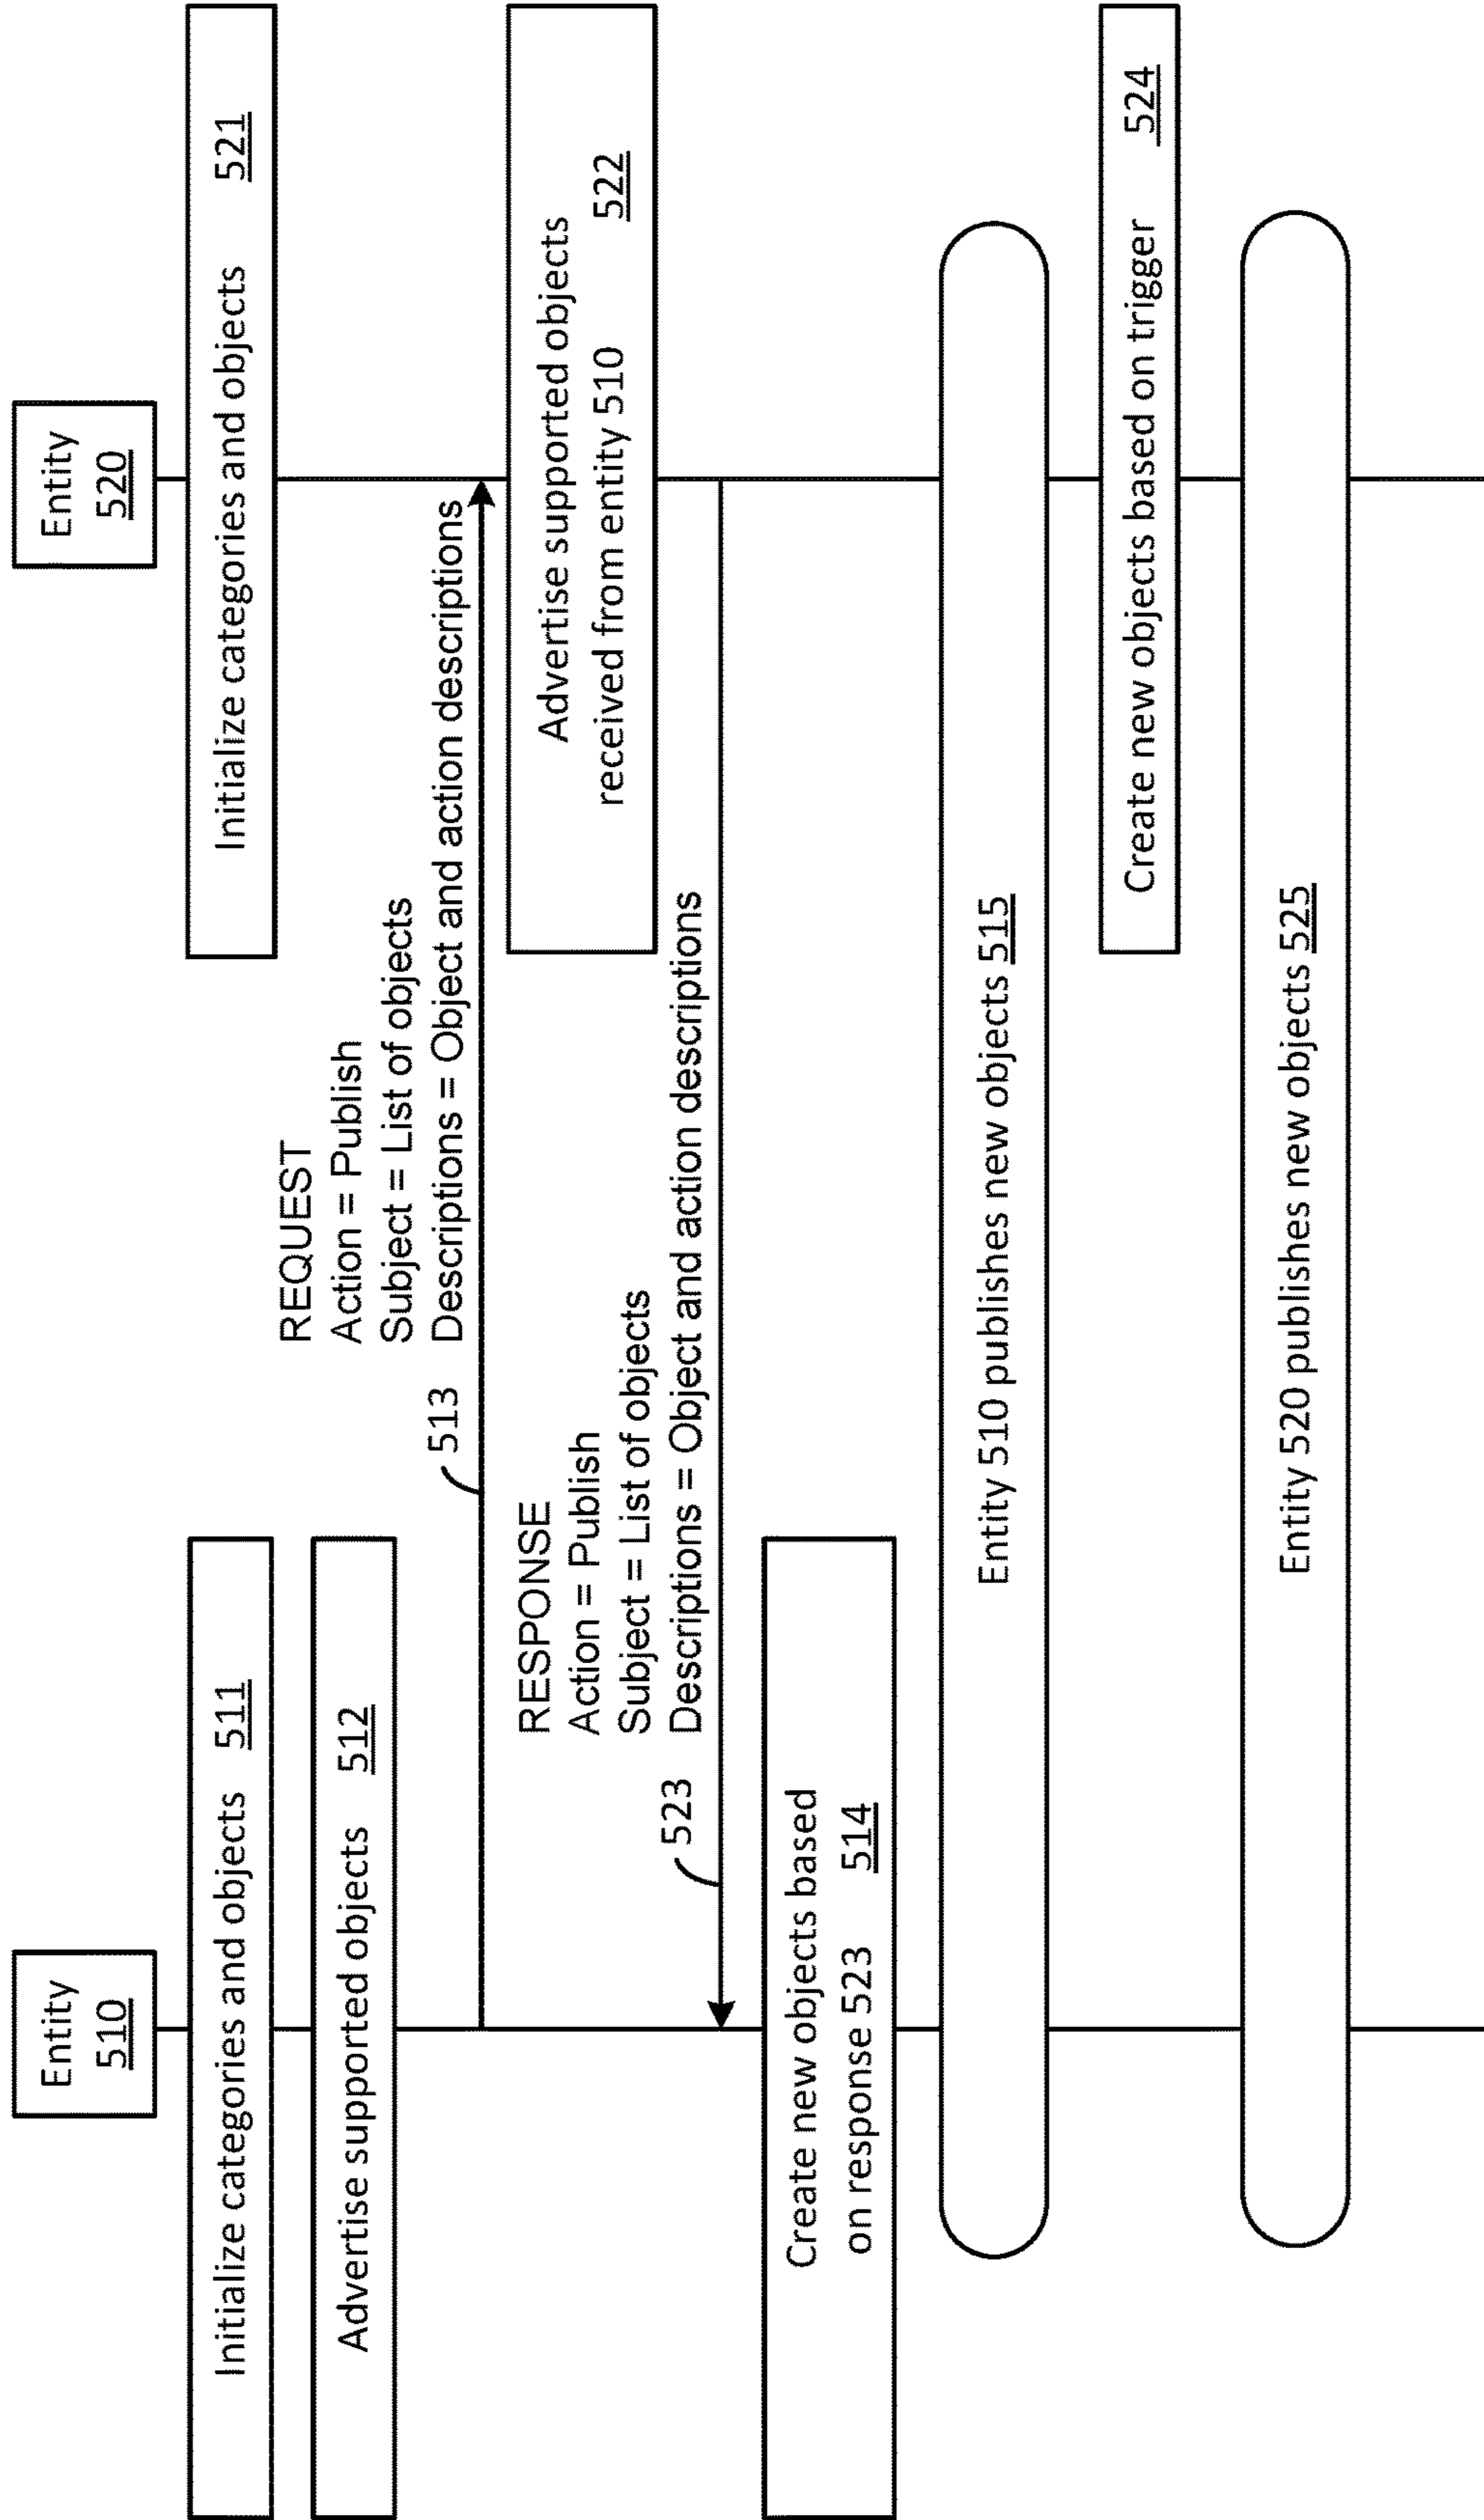 Entity
510
Entity
520
Initialize categories and objects 511
Initialize categories and objects 521
Advertise supported objects 512
REQUEST
Action = Publish
Subject = List of objects
Descriptions = Object and action descriptions
513
Advertise supported objects
received from entity 510 522
RESPONSE
Action = Publish
Subject = List of objects
Descriptions = Object and action descriptions
523
Create new objects based
on response 523 514
Entity 510 publishes new objects 515
Create new objects based on trigger 524
Entity 520 publishes new objects 525